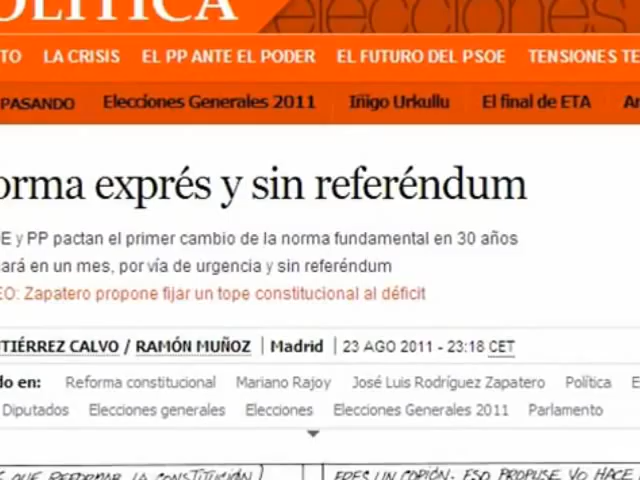 POLÍTICA elecciones
TO LA CRISIS EL PP ANTE EL PODER EL FUTURO DEL PSOE TENSIONES TE
PASANDO Elecciones Generales 2011 Iñigo Urkullu El final de ETA
orma exprés y sin referéndum
E y PP pactan el primer cambio de la norma fundamental en 30 años
ará en un mes, por vía de urgencia y sin referéndum
EO: Zapatero propone fijar un tope constitucional al déficit
TIÉRREZ CALVO / RAMÓN MUÑOZ | Madrid | 23 AGO 2011 - 23:18 CET
do en: Reforma constitucional Mariano Rajoy José Luis Rodríguez Zapatero Política E
Diputados Elecciones generales Elecciones Elecciones Generales 2011 Parlamento
QUE REFORMAR LA CONSTITUCIÓN! ERES UN COPIÓN. ESO PROPUSE YO HACE